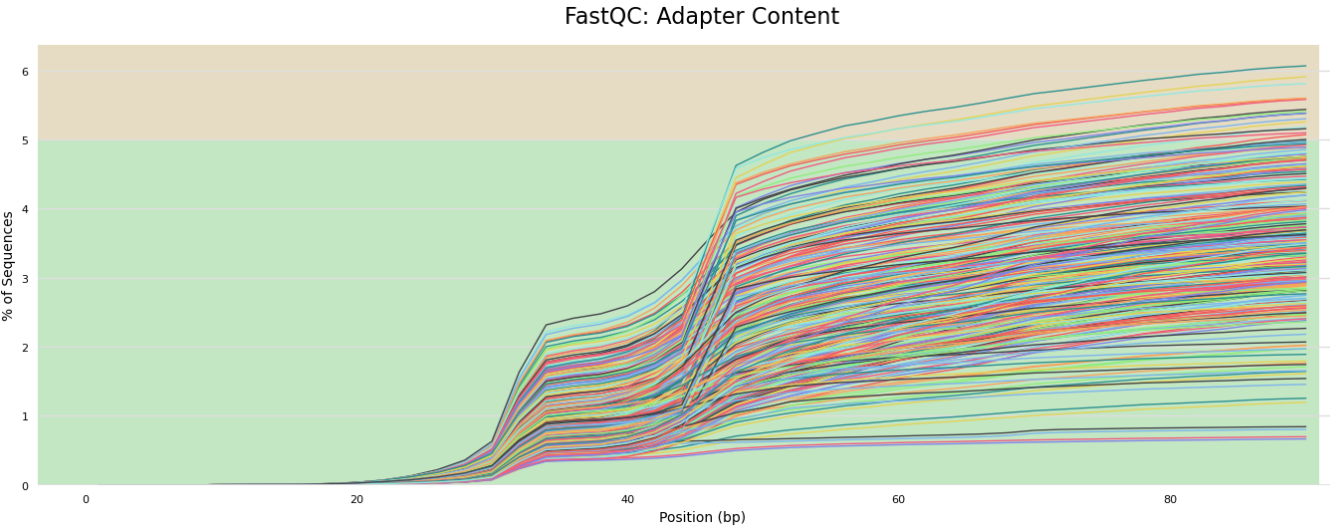 FastQC: Adapter Content
6
5
4
3
2
1
0
% of Sequences
0 20 40 60 80
Position (bp)